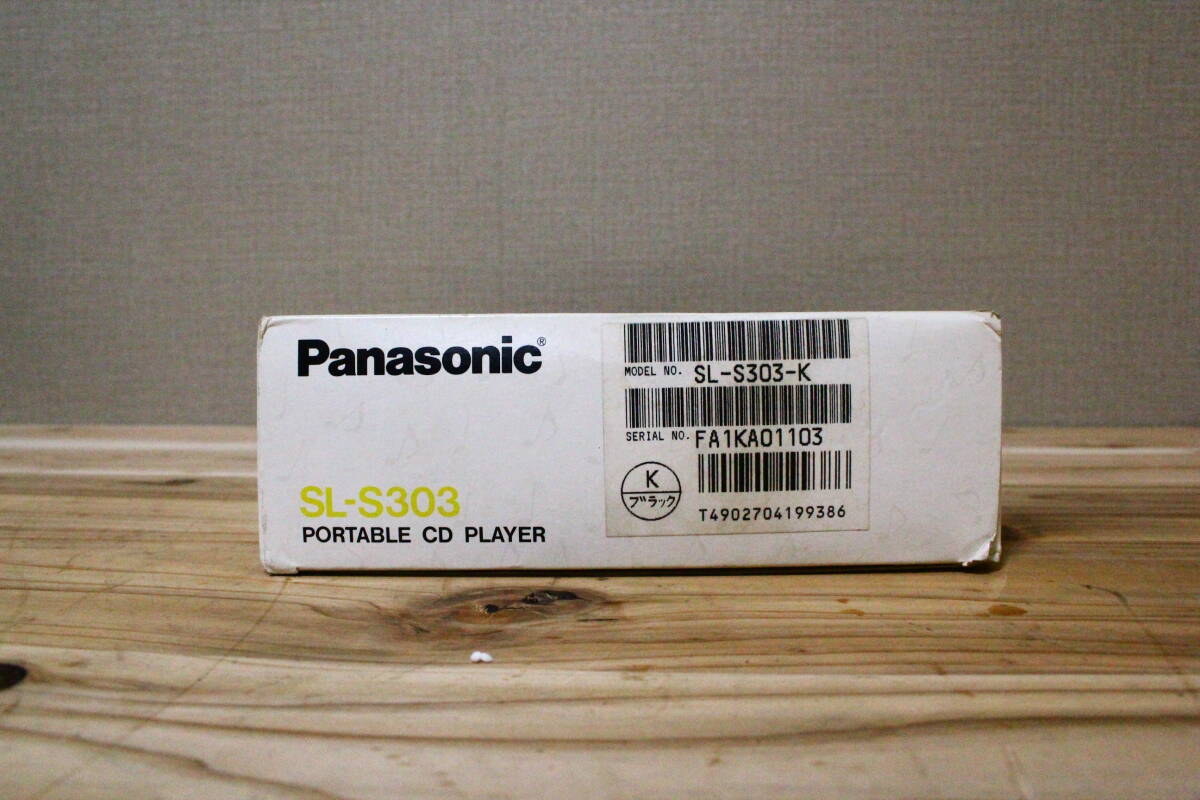 Panasonic®
SL-S303
PORTABLE CD PLAYER
MODEL NO. SL-S303-K
SERIAL NO. FA1KA01103
K
ブラック
T4902704199386